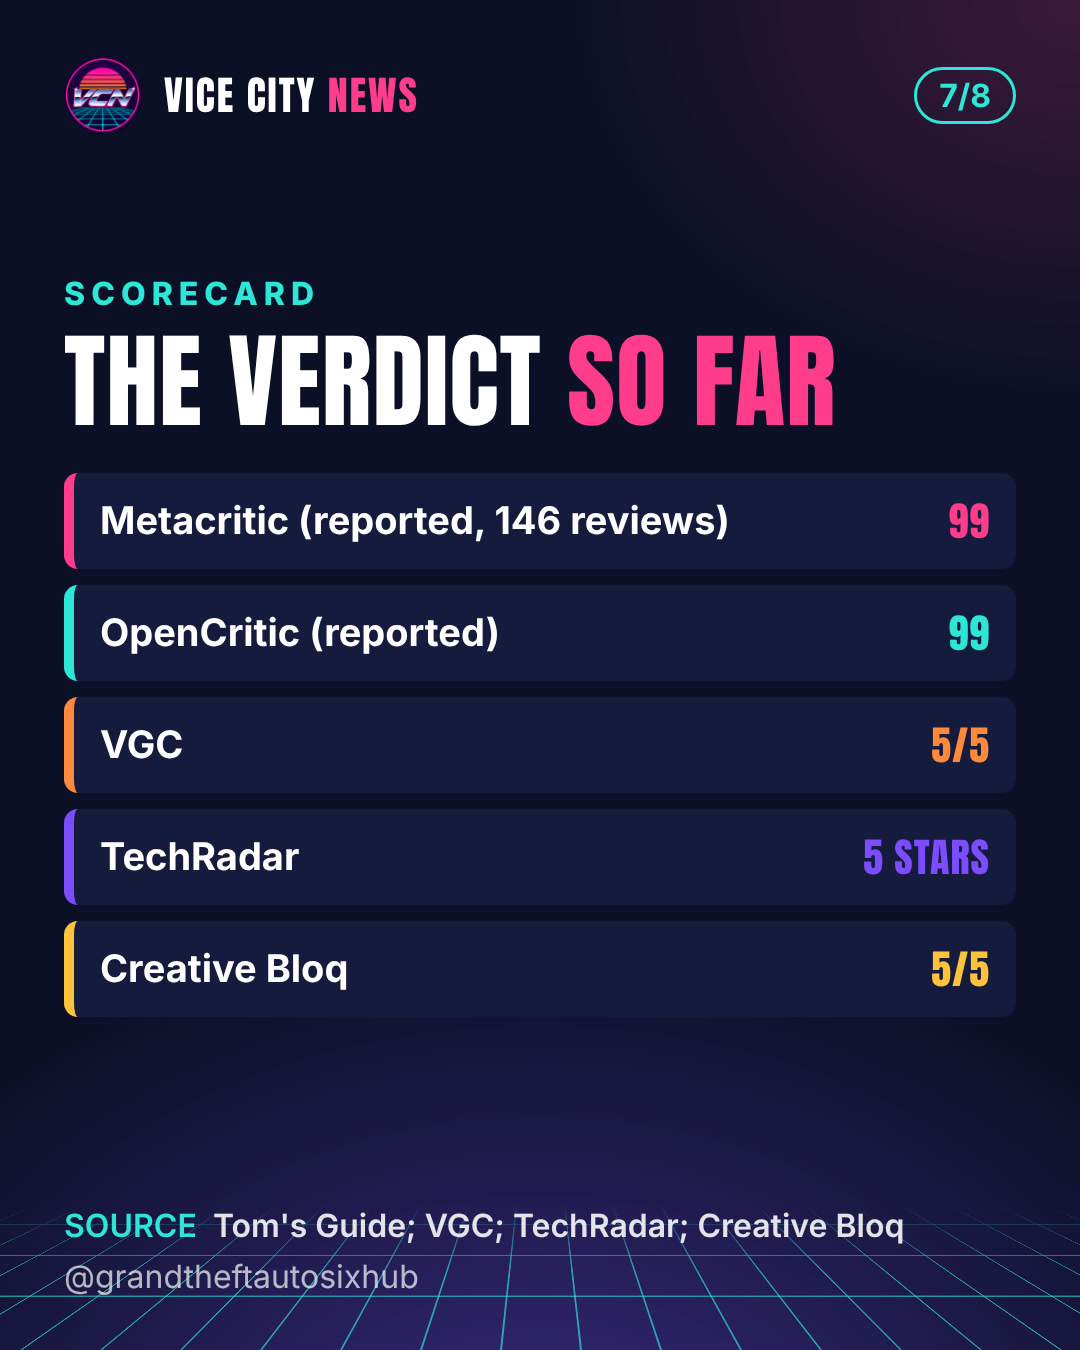 VCN
VICE CITY NEWS
7/8
SCORECARD
THE VERDICT SO FAR
Metacritic (reported, 146 reviews) 99
OpenCritic (reported) 99
VGC 5/5
TechRadar 5 STARS
Creative Bloq 5/5
SOURCE Tom's Guide; VGC; TechRadar; Creative Bloq
@grandtheftautosixhub